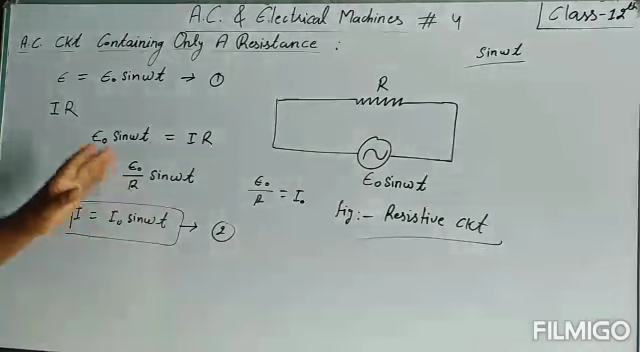 A.C. & Electrical Machines # 4
Class-12th
A.C. CKt Containing Only A Resistance :
sinωt
ε = ε₀ sinωt → ①
IR
R
ε₀ sinωt = IR
ε₀/R sinωt
ε₀ sinωt
ε₀/R = I₀
I = I₀ sinωt → ②
fig:- Resistive CKt
FILMIGO